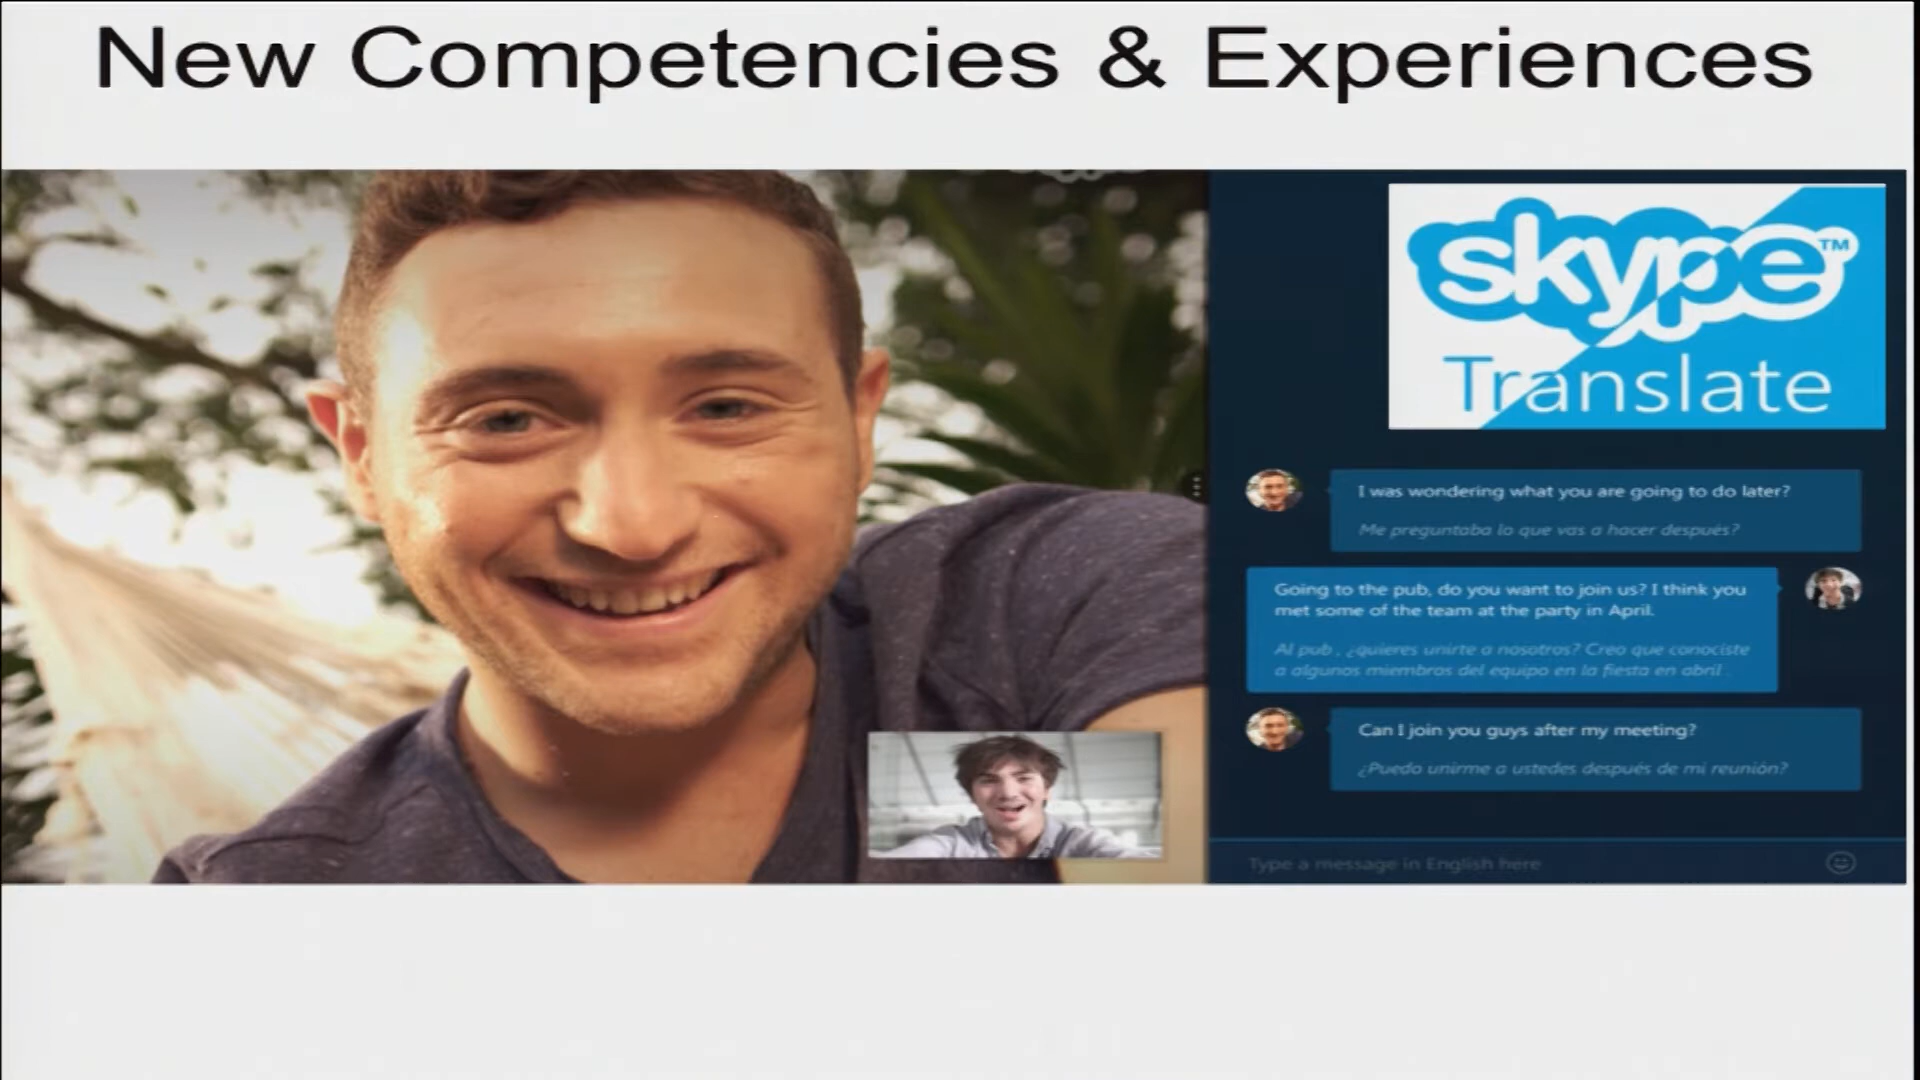 New Competencies & Experiences
skype™
Translate
I was wondering what you are going to do later?
Me preguntaba lo que vas a hacer después?
Going to the pub, do you want to join us? I think you
met some of the team at the party in April.
Al pub , ¿quieres unirte a nosotros? Creo que conociste
a algunos miembros del equipo en la fiesta en abril .
Can I join you guys after my meeting?
¿Puedo unirme a ustedes después de mi reunión?
Type a message in English here